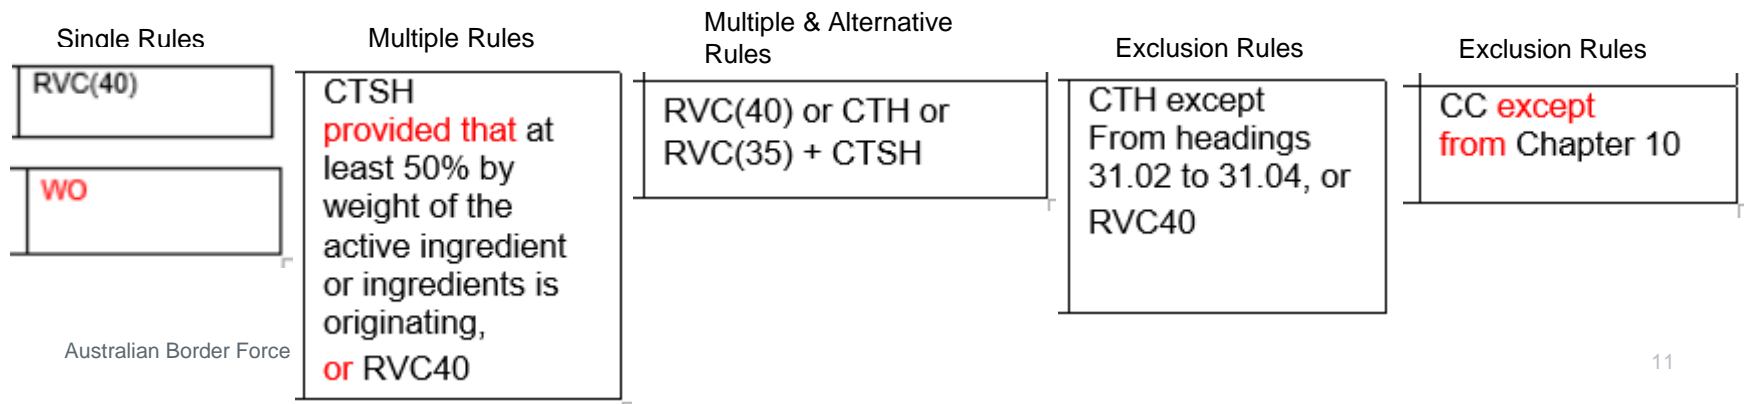 Single Rules
RVC(40)
WO
Multiple Rules
CTSH
provided that at
least 50% by
weight of the
active ingredient
or ingredients is
originating,
or RVC40
Multiple & Alternative
Rules
RVC(40) or CTH or
RVC(35) + CTSH
Exclusion Rules
CTH except
From headings
31.02 to 31.04, or
RVC40
Exclusion Rules
CC except
from Chapter 10
Australian Border Force
11